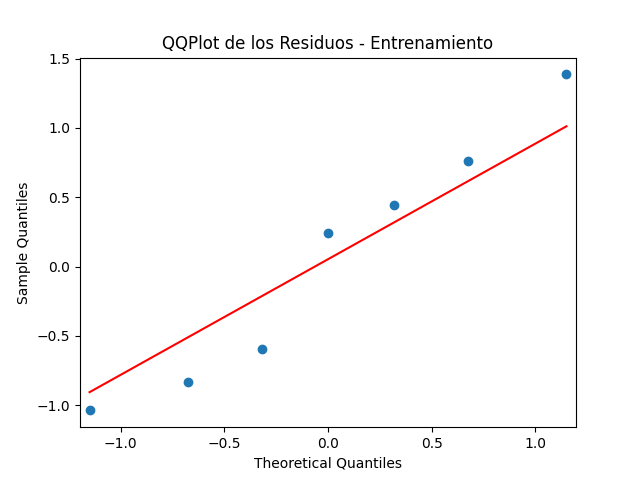 QQPlot de los Residuos - Entrenamiento
1.5
1.0
0.5
0.0
−0.5
−1.0
Sample Quantiles
−1.0 −0.5 0.0 0.5 1.0
Theoretical Quantiles